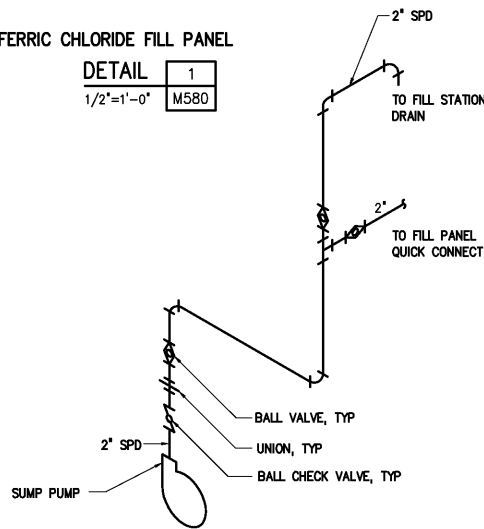 FERRIC CHLORIDE FILL PANEL
DETAIL 1
1/2"=1'-0" M580
2" SPD
TO FILL STATION
DRAIN
2"
TO FILL PANEL
QUICK CONNECT
BALL VALVE, TYP
2" SPD
UNION, TYP
BALL CHECK VALVE, TYP
SUMP PUMP